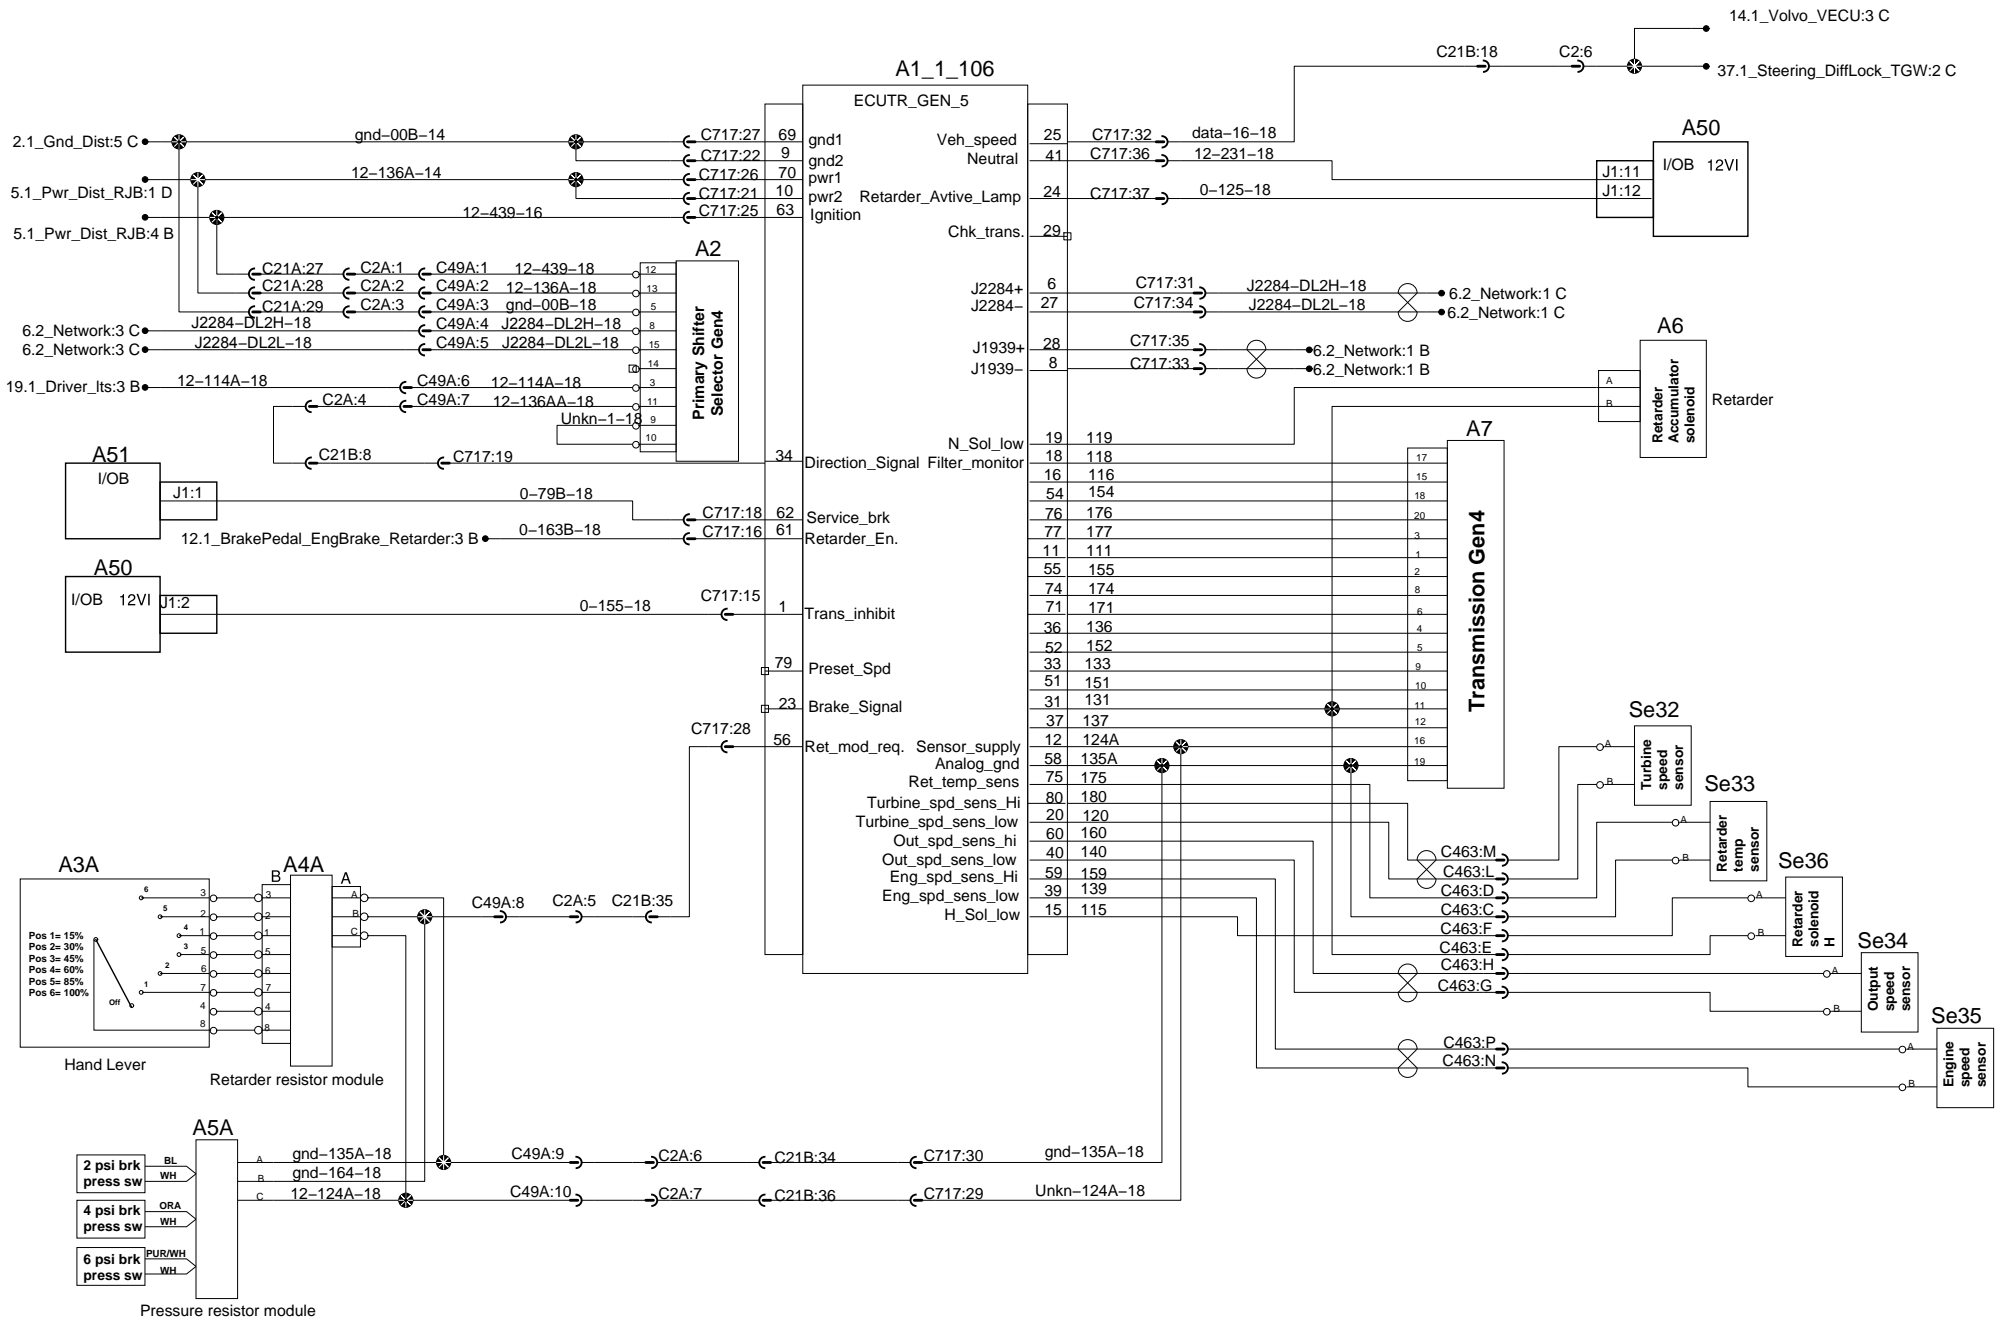 14.1_Volvo_VECU:3 C
C21B:18
C2:6
37.1_Steering_DiffLock_TGW:2 C
A1_1_106
ECUTR_GEN_5
2.1_Gnd_Dist:5 C
gnd-00B-14
C717:27
69
gnd1
C717:22
9
gnd2
12-136A-14
C717:26
70
pwr1
5.1_Pwr_Dist_RJB:1 D
C717:21
10
pwr2
12-439-16
C717:25
63
Ignition
5.1_Pwr_Dist_RJB:4 B
Veh_speed
25
C717:32
data-16-18
Neutral
41
C717:36
12-231-18
Retarder_Avtive_Lamp
24
C717:37
0-125-18
Chk_trans.
29
A50
I/OB 12VI
J1:11
J1:12
A2
C21A:27
C2A:1
C49A:1
12-439-18
12
C21A:28
C2A:2
C49A:2
12-136A-18
13
C21A:29
C2A:3
C49A:3
gnd-00B-18
5
6.2_Network:3 C
J2284-DL2H-18
C49A:4
J2284-DL2H-18
8
6.2_Network:3 C
J2284-DL2L-18
C49A:5
J2284-DL2L-18
15
14
19.1_Driver_Its:3 B
12-114A-18
C49A:6
12-114A-18
3
C2A:4
C49A:7
12-136AA-18
11
Unkn-1-18
9
10
Primary Shifter
Selector Gen4
J2284+
6
C717:31
J2284-DL2H-18
6.2_Network:1 C
J2284-
27
C717:34
J2284-DL2L-18
6.2_Network:1 C
J1939+
28
C717:35
6.2_Network:1 B
J1939-
8
C717:33
6.2_Network:1 B
A6
A
B
Retarder
Accumulator
solenoid
Retarder
C21B:8
C717:19
34
Direction_Signal
A51
I/OB
J1:1
0-79B-18
C717:18
62
Service_brk
12.1_BrakePedal_EngBrake_Retarder:3 B
0-163B-18
C717:16
61
Retarder_En.
A50
I/OB 12VI
J1:2
0-155-18
C717:15
1
Trans_inhibit
79
Preset_Spd
23
Brake_Signal
C717:28
56
Ret_mod_req.
A7
Transmission Gen4
N_Sol_low
19
119
Filter_monitor
18
118
17
16
116
15
54
154
18
76
176
20
77
177
3
11
111
1
55
155
2
74
174
8
71
171
6
36
136
4
52
152
5
33
133
9
51
151
10
31
131
11
37
137
12
Sensor_supply
12
124A
16
Analog_gnd
58
135A
19
Ret_temp_sens
75
175
Turbine_spd_sens_Hi
80
180
Turbine_spd_sens_low
20
120
Out_spd_sens_hi
60
160
Out_spd_sens_low
40
140
Eng_spd_sens_Hi
59
159
Eng_spd_sens_low
39
139
H_Sol_low
15
115
C463:M
C463:L
C463:D
C463:C
C463:F
C463:E
C463:H
C463:G
C463:P
C463:N
Se32
A
B
Turbine
speed
sensor
Se33
A
B
Retarder
temp
sensor
Se36
A
B
Retarder
solenoid
H
Se34
A
B
Output
speed
sensor
Se35
A
B
Engine
speed
sensor
A3A
6
5
4
3
2
1
Off
Pos 1= 15%
Pos 2= 30%
Pos 3= 45%
Pos 4= 60%
Pos 5= 85%
Pos 6= 100%
3
2
1
5
6
7
4
8
Hand Lever
A4A
B
A
3
2
1
5
6
7
4
8
A
B
C
Retarder resistor module
C49A:8
C2A:5
C21B:35
A5A
2 psi brk
press sw
BL
WH
4 psi brk
press sw
ORA
WH
6 psi brk
press sw
PUR/WH
WH
Pressure resistor module
A
gnd-135A-18
C49A:9
C2A:6
C21B:34
C717:30
gnd-135A-18
B
gnd-164-18
C
12-124A-18
C49A:10
C2A:7
C21B:36
C717:29
Unkn-124A-18